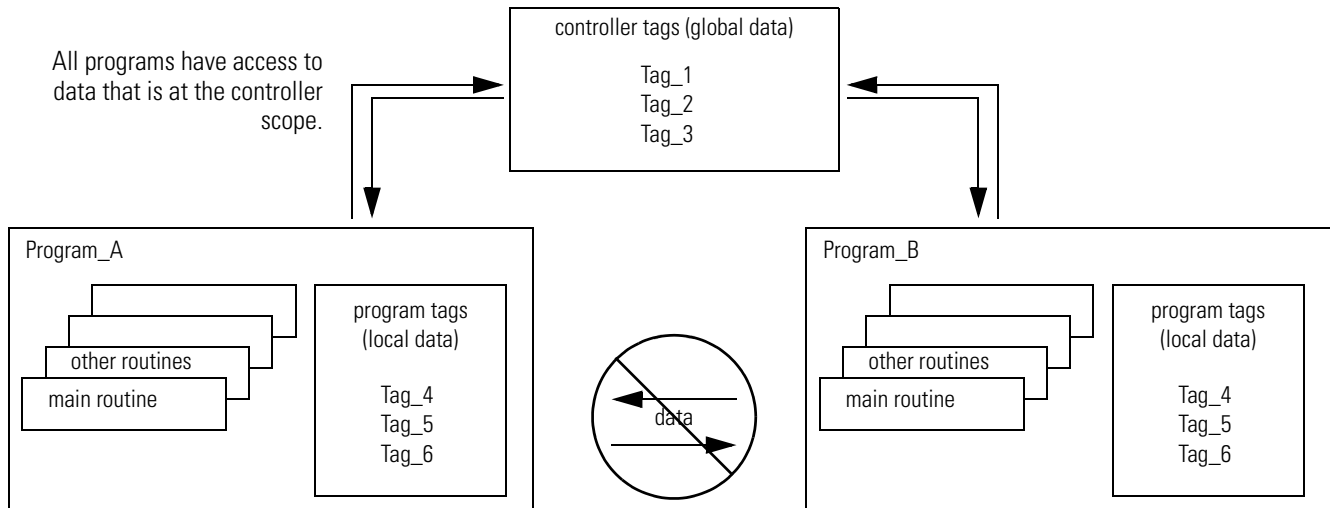 controller tags (global data)
Tag_1
Tag_2
Tag_3
All programs have access to
data that is at the controller
scope.
Program_A
other routines
main routine
program tags
(local data)
Tag_4
Tag_5
Tag_6
data
Program_B
other routines
main routine
program tags
(local data)
Tag_4
Tag_5
Tag_6